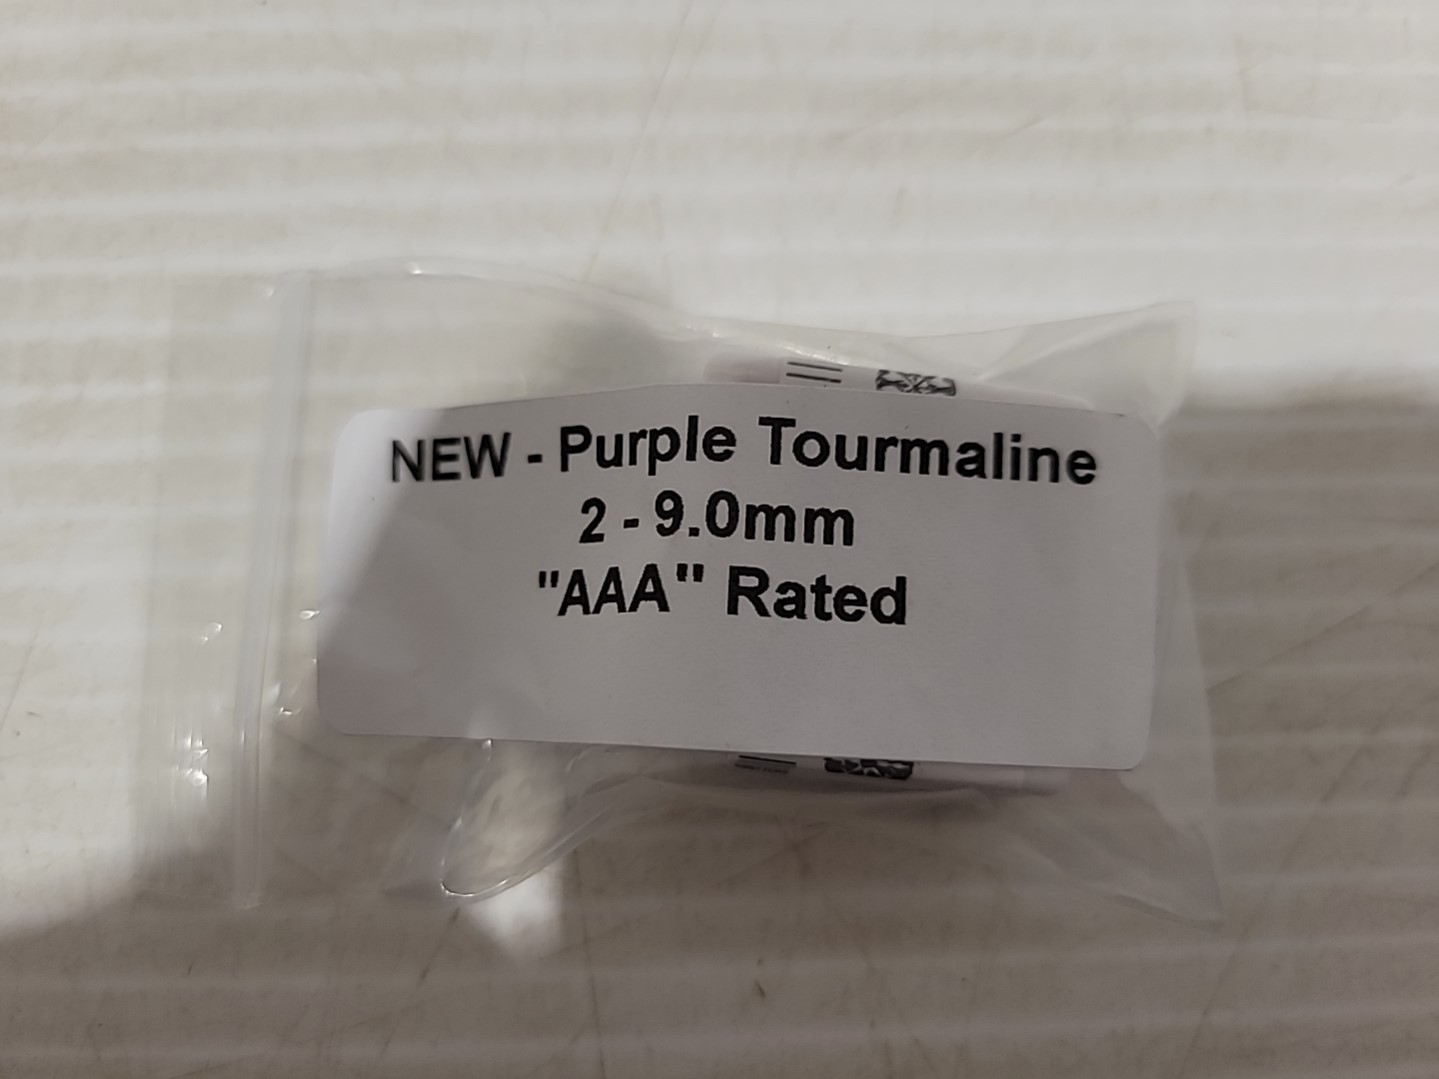 NEW - Purple Tourmaline
2 - 9.0mm
"AAA" Rated